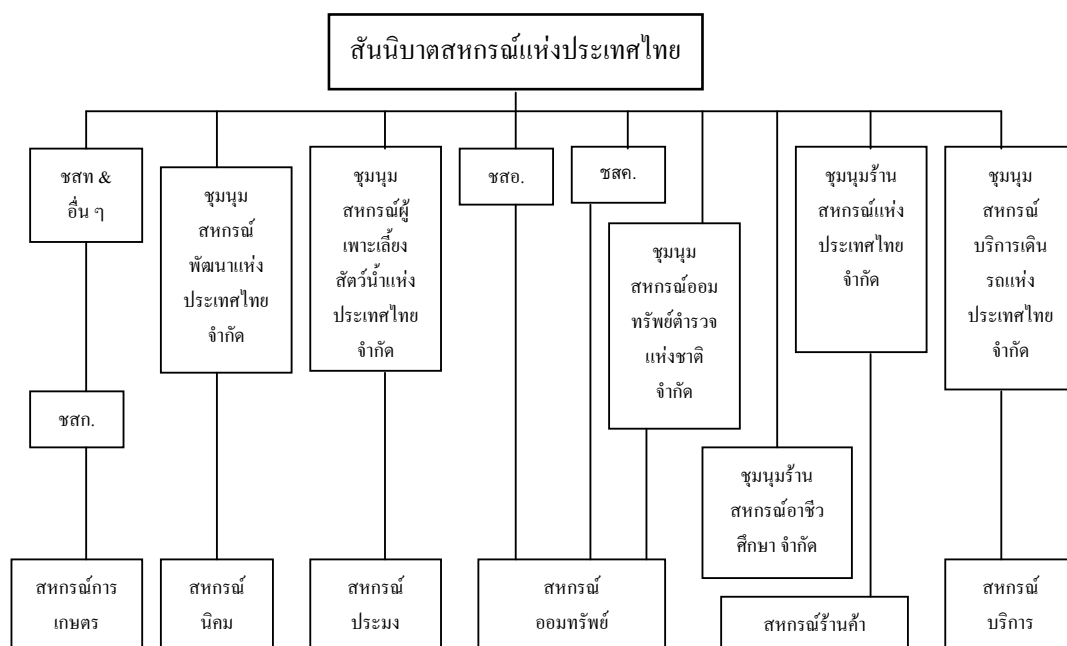 สันนิบาตสหกรณ์แห่งประเทศไทย
ชสท &
อื่น ๆ
ชุมนุม
สหกรณ์
พัฒนาแห่ง
ประเทศไทย
จำกัด
ชุมนุม
สหกรณ์ผู้
เพาะเลี้ยง
สัตว์น้ำแห่ง
ประเทศไทย
จำกัด
ชสอ.
ชสค.
ชุมนุม
สหกรณ์ออม
ทรัพย์ตำรวจ
แห่งชาติ
จำกัด
ชุมนุมร้าน
สหกรณ์แห่ง
ประเทศไทย
จำกัด
ชุมนุม
สหกรณ์
บริการเดิน
รถแห่ง
ประเทศไทย
จำกัด
ชสก.
ชุมนุมร้าน
สหกรณ์อาชีว
ศึกษา จำกัด
สหกรณ์การ
เกษตร
สหกรณ์
นิคม
สหกรณ์
ประมง
สหกรณ์
ออมทรัพย์
สหกรณ์ร้านค้า
สหกรณ์
บริการ